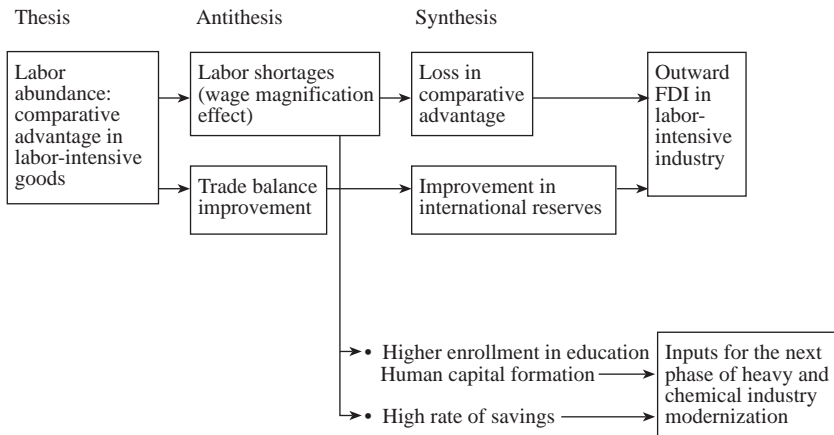 Thesis
Antithesis
Synthesis
Labor
abundance:
comparative
advantage in
labor-intensive
goods
Labor shortages
(wage magnification
effect)
Loss in
comparative
advantage
Outward
FDI in
labor-
intensive
industry
Trade balance
improvement
Improvement in
international reserves
• Higher enrollment in education
Human capital formation
• High rate of savings
Inputs for the next
phase of heavy and
chemical industry
modernization